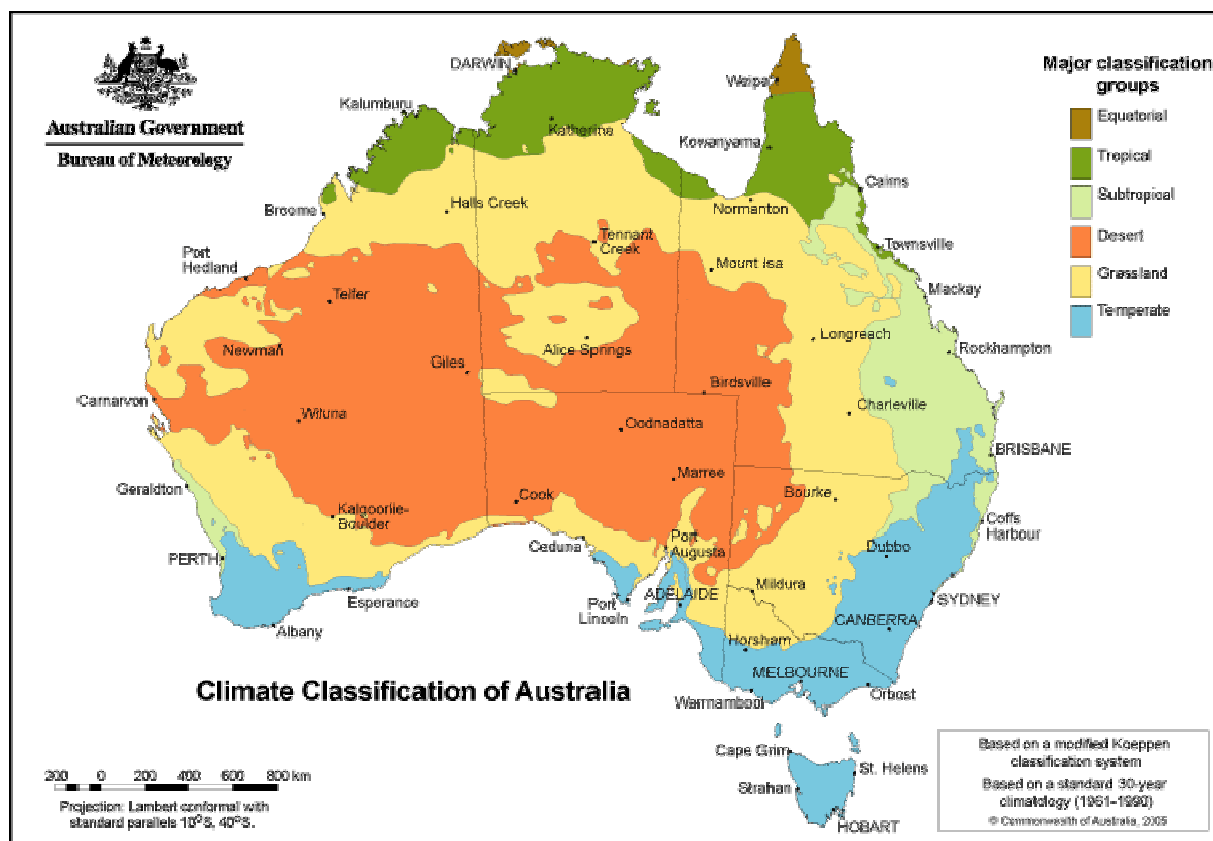 Australian Government
Bureau of Meteorology
Major classification
groups
Equatorial
Tropical
Subtropical
Desert
Grassland
Temperate
DARWIN
Weipa
Kalumburu
Katherine
Kowanyama
Cairns
Halls Creek
Broome
Normanton
Tennant
Creek
Townsville
Port
Hedland
Mount Isa
Telfer
Mackay
Longreach
Newman
Alice Springs
Rockhampton
Giles
Birdsville
Carnarvon
Wiluna
Charleville
Oodnadatta
BRISBANE
Marree
Geraldton
Bourke
Cook
Kalgoorlie-
Boulder
Coffs
Harbour
PERTH
Ceduna
Port
Augusta
Dubbo
Mildura
Esperance
ADELAIDE
SYDNEY
Port
Lincoln
CANBERRA
Albany
Horsham
MELBOURNE
Climate Classification of Australia
Warrnambool
Orbost
Cape Grim
St. Helens
Strahan
HOBART
200 0 200 400 600 800 km
Projection: Lambert conformal with
standard parallels 10°S, 40°S.
Based on a modified Koeppen
classification system
Based on a standard 30-year
climatology (1961-1990)
© Commonwealth of Australia, 2005